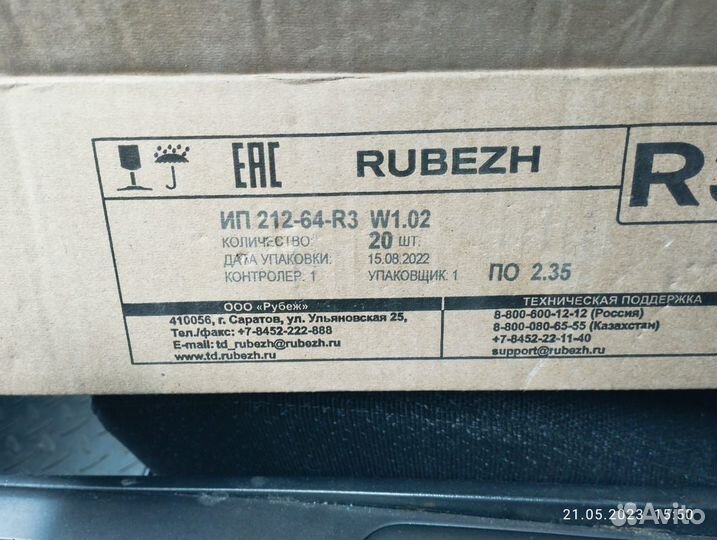 EAC RUBEZH
ИП 212-64-R3 W1.02
КОЛИЧЕСТВО: 20 ШТ.
ДАТА УПАКОВКИ: 15.08.2022
КОНТРОЛЕР: 1 УПАКОВЩИК: 1 ПО 2.35
ООО «Рубеж»
410056, г. Саратов, ул. Ульяновская 25,
Тел./факс: +7-8452-222-888
E-mail: td_rubezh@rubezh.ru
www.td.rubezh.ru
ТЕХНИЧЕСКАЯ ПОДДЕРЖКА
8-800-600-12-12 (Россия)
8-800-080-65-55 (Казахстан)
+7-8452-22-11-40
support@rubezh.ru
21.05.2023 15:50
Avito